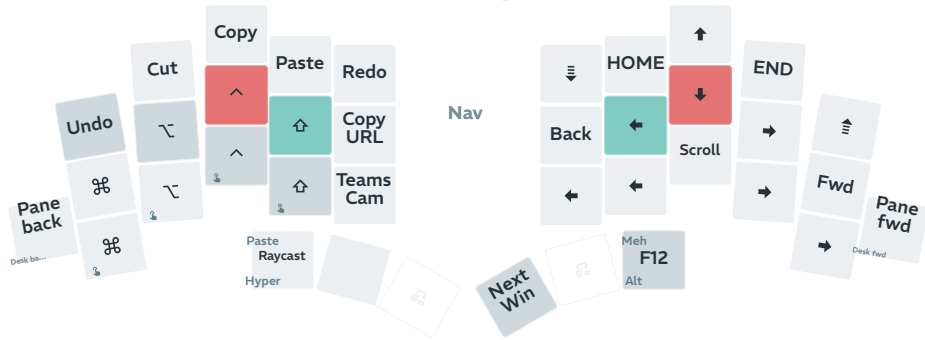 Copy
Cut
Paste
Redo
Undo
Copy
URL
Pane
back
Desk ba...
Teams
Cam
Paste
Raycast
Hyper
Nav
HOME
END
Back
Scroll
Fwd
Pane
fwd
Desk fwd
Next
Win
Meh
F12
Alt